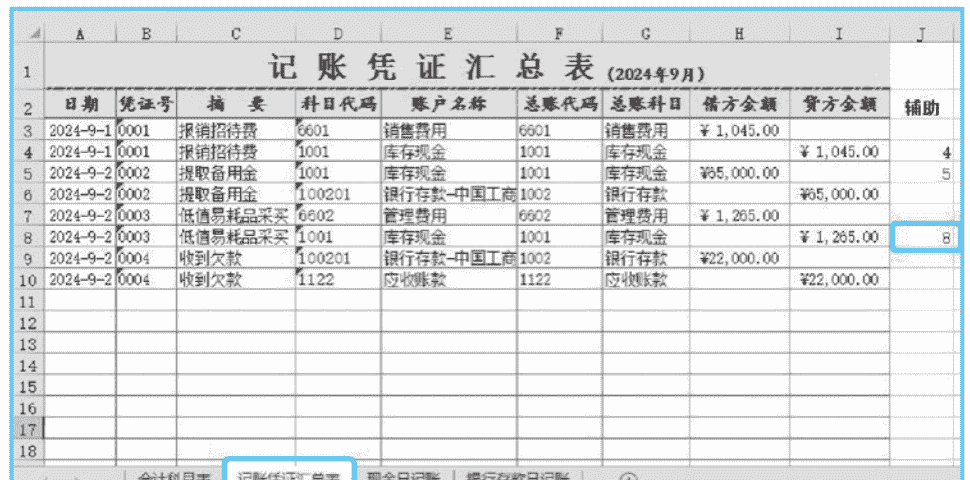 A B C D E F G H I J
1 记账凭证汇总表 (2024年9月)
2 日期 凭证号 摘 要 科目代码 账户名称 总账代码 总账科目 借方金额 贷方金额 辅助
3 2024-9-1 0001 报销招待费 6601 销售费用 6601 销售费用 ¥ 1,045.00
4 2024-9-1 0001 报销招待费 1001 库存现金 1001 库存现金 ¥ 1,045.00 4
5 2024-9-2 0002 提取备用金 1001 库存现金 1001 库存现金 ¥65,000.00 5
6 2024-9-2 0002 提取备用金 100201 银行存款-中国工商 1002 银行存款 ¥65,000.00
7 2024-9-2 0003 低值易耗品采买 6602 管理费用 6602 管理费用 ¥ 1,265.00
8 2024-9-2 0003 低值易耗品采买 1001 库存现金 1001 库存现金 ¥ 1,265.00 8
9 2024-9-2 0004 收到欠款 100201 银行存款-中国工商 1002 银行存款 ¥22,000.00
10 2024-9-2 0004 收到欠款 1122 应收账款 1122 应收账款 ¥22,000.00
11
12
13
14
15
16
17
18
会计科目表 记账凭证汇总表 现金日记账 银行存款日记账